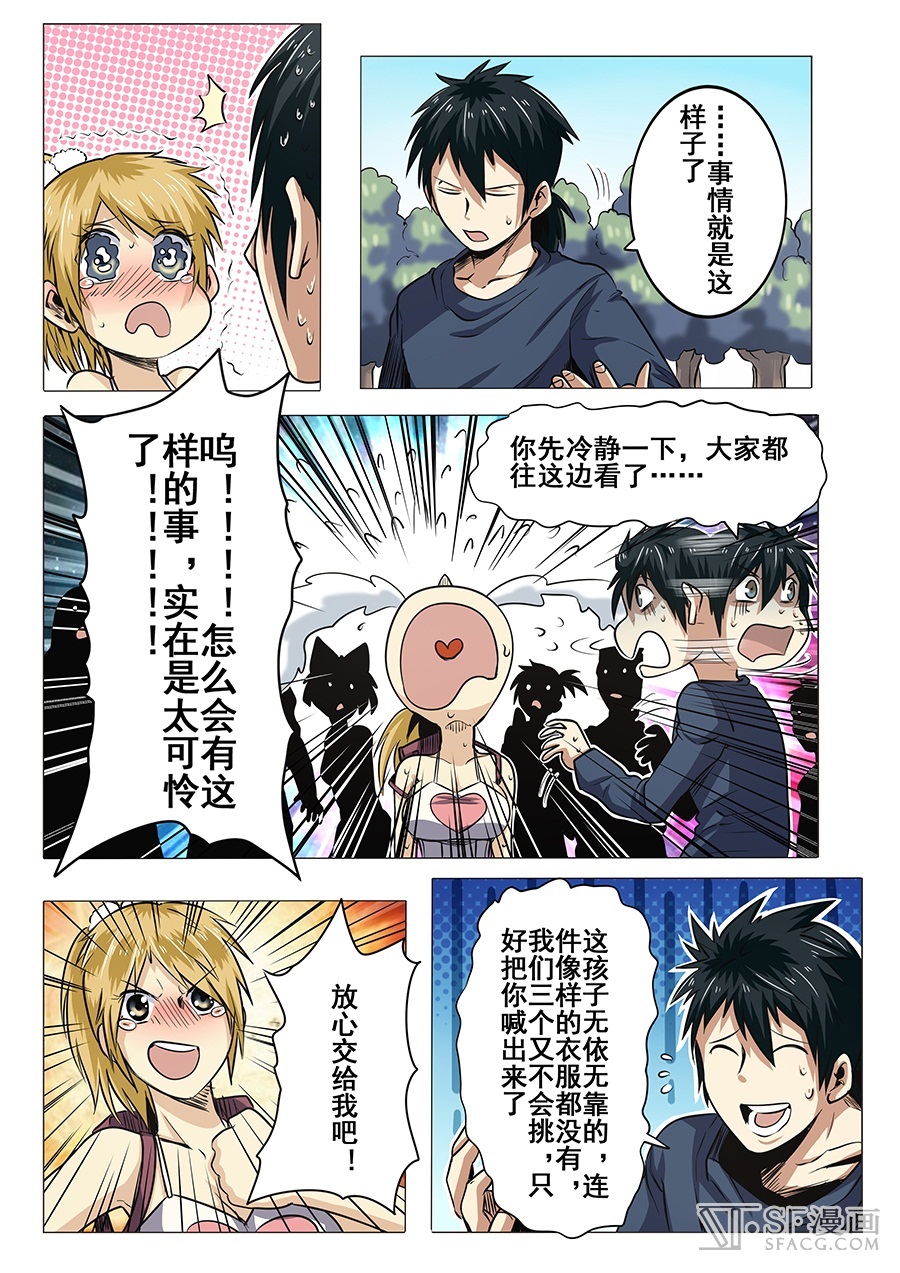 ……事情就是这
样子了
你先冷静一下，大家都
往这边看了……
呜！！！！！怎么会有这
样的事，实在是太可怜
了！！！！！！
这孩子无依无靠的，连
件像样的衣服都没有，
我们三个又不会挑，只
好把你喊出来了
放心交给我吧！
SF漫画
SFACG.COM